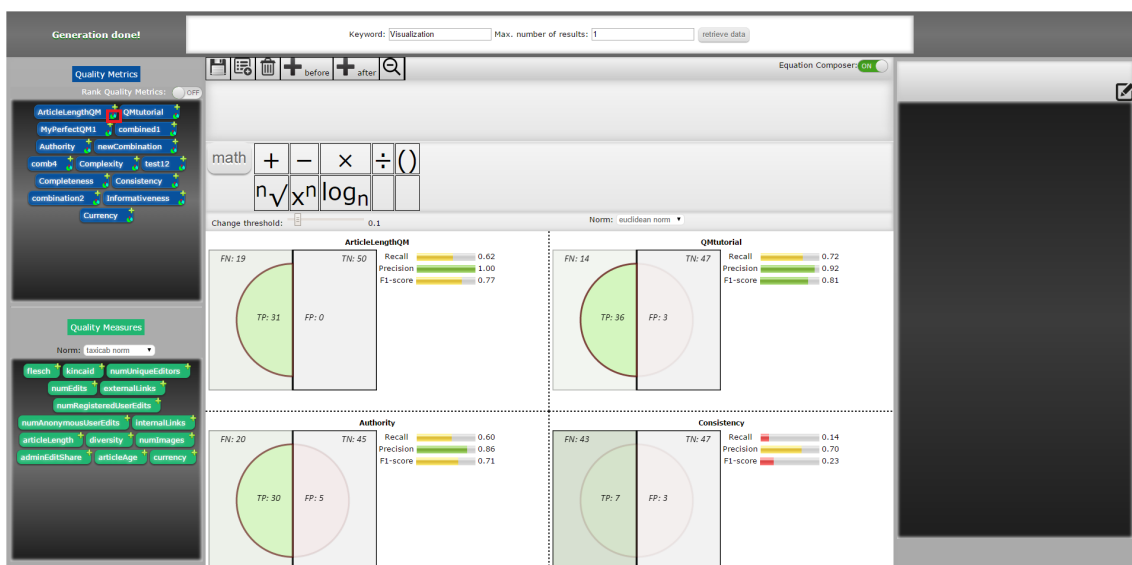 Generation done!
Keyword: Visualization Max. number of results: 1 retrieve data
Quality Metrics
Rank Quality Metrics: OFF
ArticleLengthQM QMtutorial
MyPerfectQM1 combined1
Authority newCombination
comb4 Complexity test12
Completeness Consistency
combination2 Informativeness
Currency
Quality Measures
Norm: taxicab norm
flesch kincaid numUniqueEditors
numEdits externalLinks
numRegisteredUserEdits
numAnonymousUserEdits internalLinks
articleLength diversity numImages
adminEditShare articleAge currency
before after
Equation Composer: ON
math + − × ÷ ()
n√ xⁿ logₙ
Change threshold: 0.1 Norm: euclidean norm
ArticleLengthQM
FN: 19 TN: 50
TP: 31 FP: 0
Recall 0.62
Precision 1.00
F1-score 0.77
QMtutorial
FN: 14 TN: 47
TP: 36 FP: 3
Recall 0.72
Precision 0.92
F1-score 0.81
Authority
FN: 20 TN: 45
TP: 30 FP: 5
Recall 0.60
Precision 0.86
F1-score 0.71
Consistency
FN: 43 TN: 47
TP: 7 FP: 3
Recall 0.14
Precision 0.70
F1-score 0.23